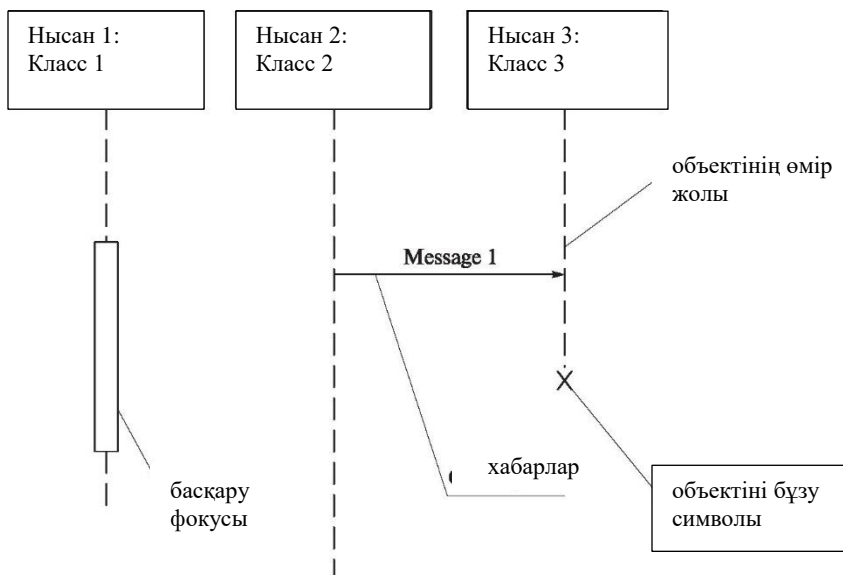 Нысан 1:
Класс 1
Нысан 2:
Класс 2
Нысан 3:
Класс 3
объектінің өмір
жолы
Message 1
хабарлар
басқару
фокусы
объектіні бұзу
символы